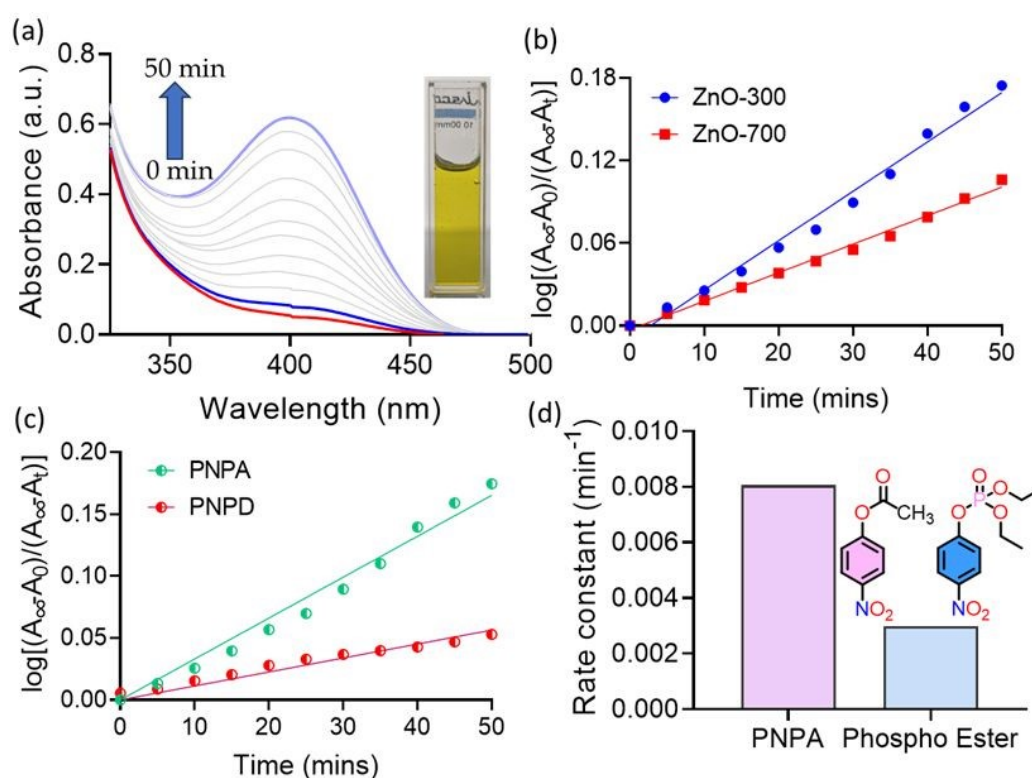 (a)
Absorbance (a.u.)
0.8
0.6
0.4
0.2
0.0
50 min
0 min
10.00mm
350
400
450
500
Wavelength (nm)
(b)
log[(A∞-A0)/(A∞-At)]
0.18
0.12
0.06
0.00
ZnO-300
ZnO-700
0
10
20
30
40
50
Time (mins)
(c)
log[(A∞-A0)/(A∞-At)]
0.20
0.15
0.10
0.05
0.00
PNPA
PNPD
0
10
20
30
40
50
Time (mins)
(d)
Rate constant (min⁻¹)
0.010
0.008
0.006
0.004
0.002
0.000
O
O
CH₃
NO₂
O
O
P
O
O
NO₂
PNPA
Phospho Ester